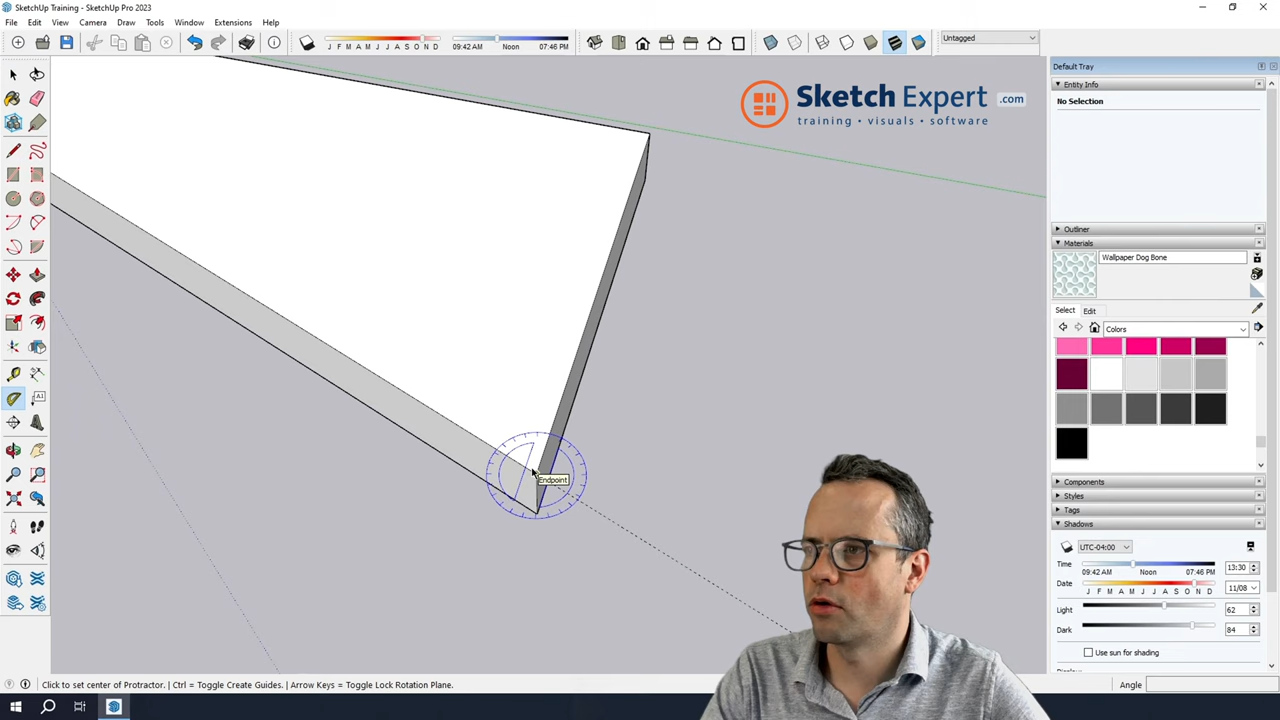 SketchUp Training - SketchUp Pro 2023
File Edit View Camera Draw Tools Window Extensions Help
J F M A M J J A S O N D
09:42 AM Noon 07:46 PM
Untagged
Default Tray
Entity Info
No Selection
Sketch Expert .com
training • visuals • software
Outliner
Materials
Wallpaper Dog Bone
Select Edit
Colors
Endpoint
Components
Styles
Tags
Shadows
UTC-04:00
Time
13:30
09:42 AM Noon 07:46 PM
Date
11/08
J F M A M J J A S O N D
Light
62
Dark
84
Use sun for shading
Click to set center of Protractor. | Ctrl = Toggle Create Guides. | Arrow Keys = Toggle Lock Rotation Plane.
Angle